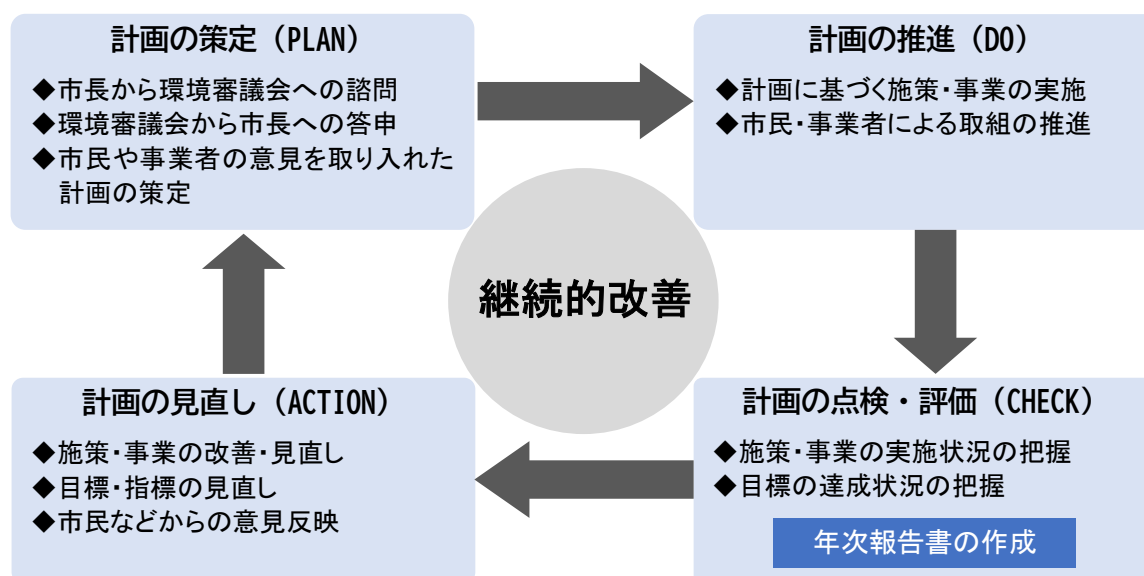 計画の策定（PLAN）
◆市長から環境審議会への諮問
◆環境審議会から市長への答申
◆市民や事業者の意見を取り入れた
計画の策定
計画の推進（DO）
◆計画に基づく施策・事業の実施
◆市民・事業者による取組の推進
継続的改善
計画の見直し（ACTION）
◆施策・事業の改善・見直し
◆目標・指標の見直し
◆市民などからの意見反映
計画の点検・評価（CHECK）
◆施策・事業の実施状況の把握
◆目標の達成状況の把握
年次報告書の作成